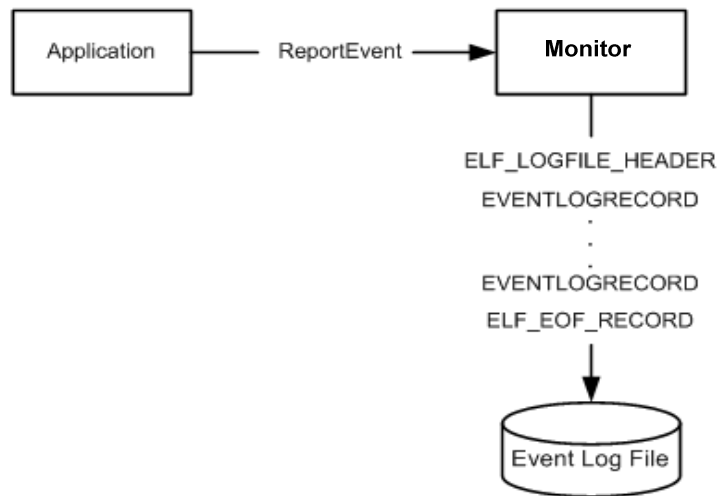 Application
ReportEvent
Monitor
ELF_LOGFILE_HEADER
EVENTLOGRECORD
.
.
.
EVENTLOGRECORD
ELF_EOF_RECORD
Event Log File